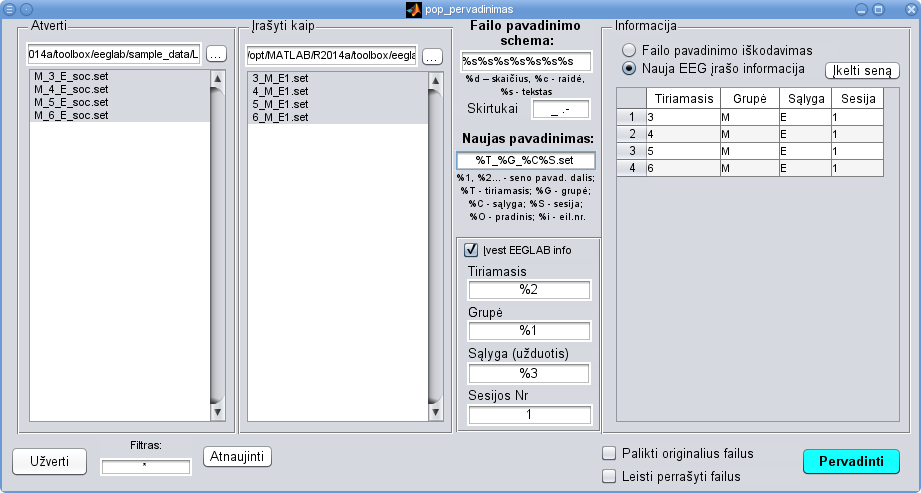 pop_pervadinimas
Atverti
014a/toolbox/eeglab/sample_data/L
...
M_3_E_soc.set
M_4_E_soc.set
M_5_E_soc.set
M_6_E_soc.set
Įrašyti kaip
/opt/MATLAB/R2014a/toolbox/eegla
...
3_M_E1.set
4_M_E1.set
5_M_E1.set
6_M_E1.set
Failo pavadinimo
schema:
%s%s%s%s%s%s%s%s
%d – skaičius, %c - raidė,
%s - tekstas
Skirtukai
_ .-
Naujas pavadinimas:
%T_%G_%C%S.set
%1, %2... - seno pavad. dalis;
%T - tiriamasis; %G - grupė;
%C - sąlyga; %S - sesija;
%O - pradinis; %i - eil.nr.
Įvest EEGLAB info
Tiriamasis
%2
Grupė
%1
Sąlyga (užduotis)
%3
Sesijos Nr
1
Informacija
Failo pavadinimo iškodavimas
Nauja EEG įrašo informacija
Įkelti seną
Tiriamasis Grupė Sąlyga Sesija
1 3 M E 1
2 4 M E 1
3 5 M E 1
4 6 M E 1
Užverti
Filtras:
*
Atnaujinti
Palikti originalius failus
Leisti perrašyti failus
Pervadinti